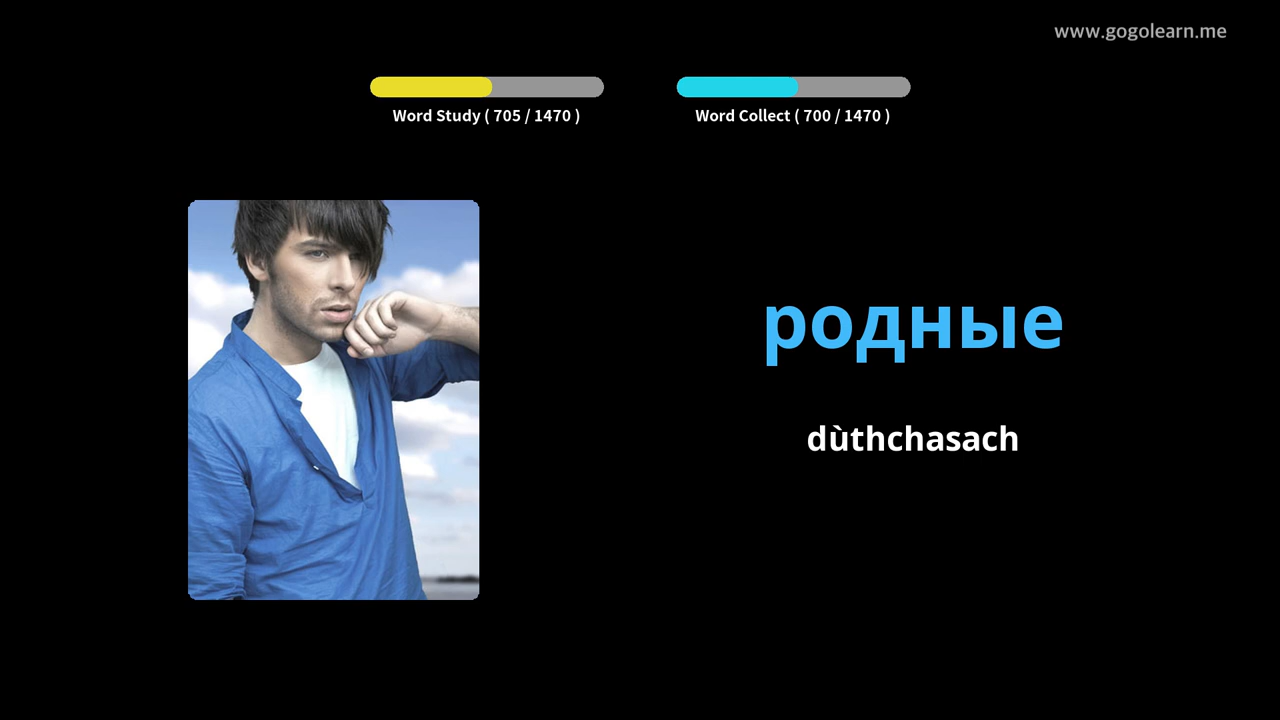 www.gogolearn.me
Word Study ( 705 / 1470 )
Word Collect ( 700 / 1470 )
родные
dùthchasach